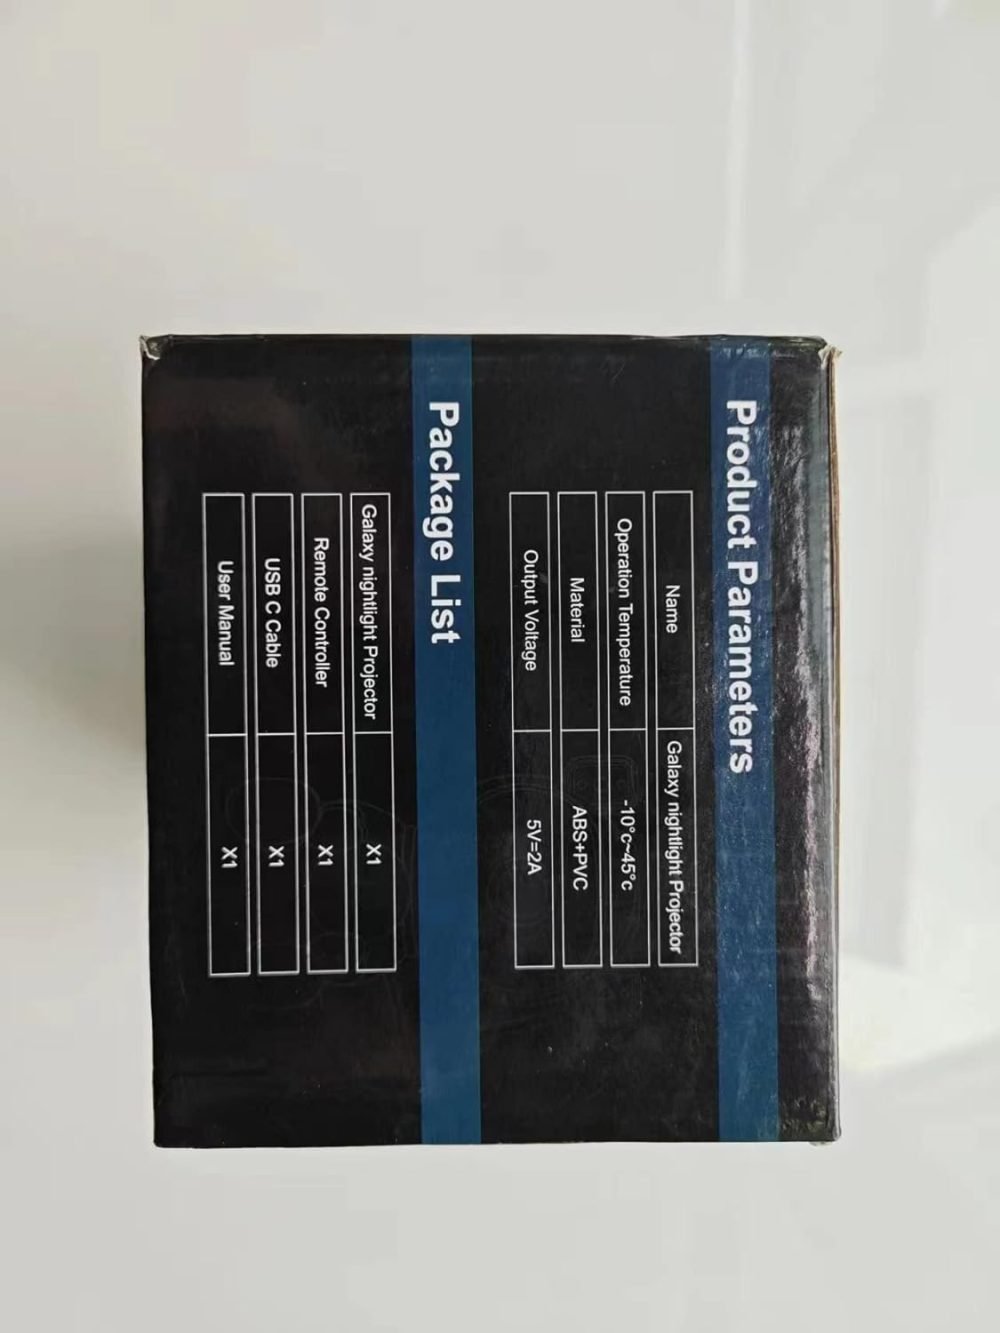 Product Parameters
Name Galaxy nightlight Projector
Operation Temperature -10°c~45°c
Material ABS+PVC
Output Voltage 5V=2A
Package List
Galaxy nightlight Projector X1
Remote Controller X1
USB C Cable X1
User Manual X1